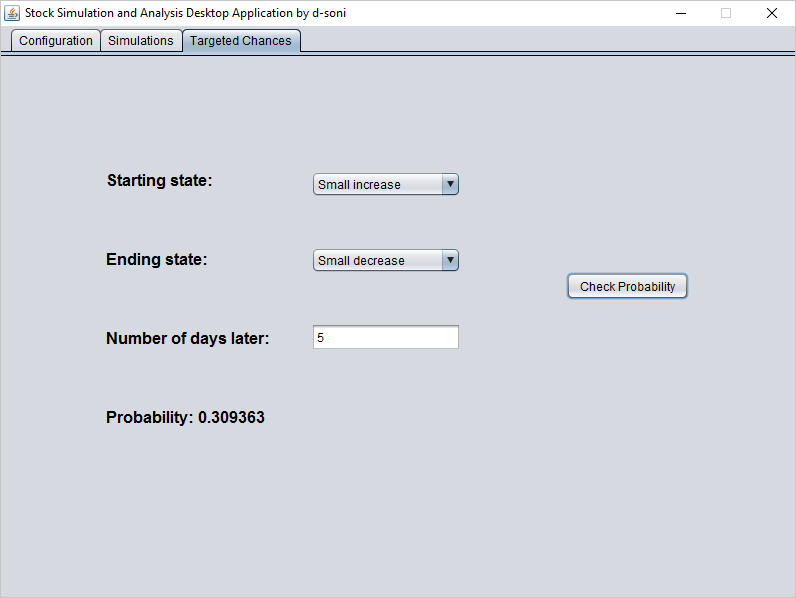 Stock Simulation and Analysis Desktop Application by d-soni
Configuration Simulations Targeted Chances
Starting state: Small increase
Ending state: Small decrease
Check Probability
Number of days later: 5
Probability: 0.309363